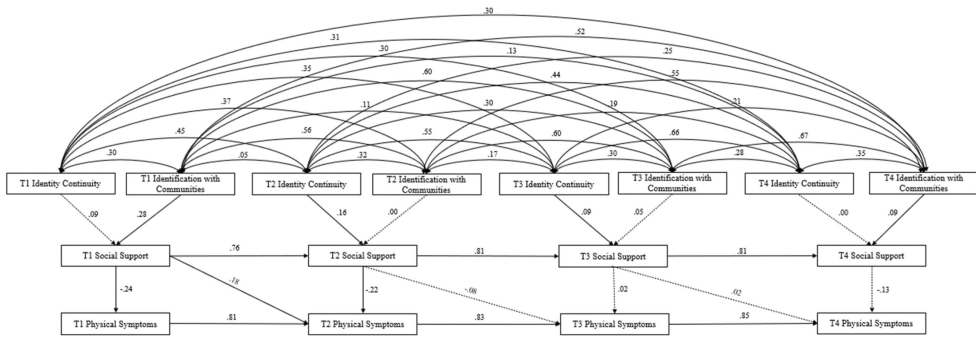 .30
.31
.52
.30
.13
.25
.35
.60
.44
.55
.37
.11
.30
.19
.21
.45
.56
.55
.60
.66
.67
.30
.05
.32
.17
.30
.28
.35
T1 Identity Continuity
T1 Identification with
Communities
T2 Identity Continuity
T2 Identification with
Communities
T3 Identity Continuity
T3 Identification with
Communities
T4 Identity Continuity
T4 Identification with
Communities
.09
.28
.16
.00
.09
.05
.00
.09
T1 Social Support
.76
T2 Social Support
.81
T3 Social Support
.81
T4 Social Support
-.24
-.18
-.22
-.08
.02
.02
-.13
T1 Physical Symptoms
.81
T2 Physical Symptoms
.83
T3 Physical Symptoms
.85
T4 Physical Symptoms